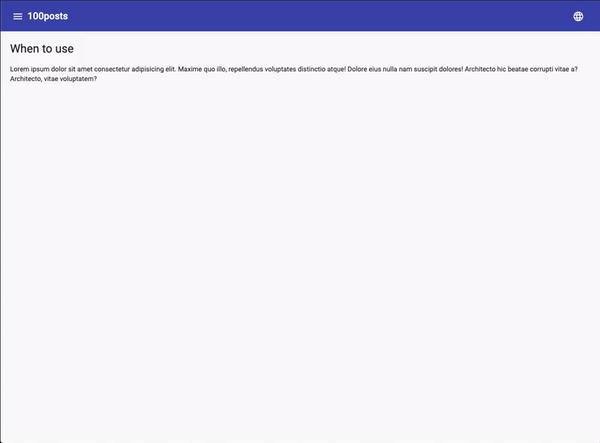 100posts
When to use
Lorem ipsum dolor sit amet consectetur adipisicing elit. Maxime quo illo, repellendus voluptates distinctio atque! Dolore eius nulla nam suscipit dolores! Architecto hic beatae corrupti vitae a?
Architecto, vitae voluptatem?